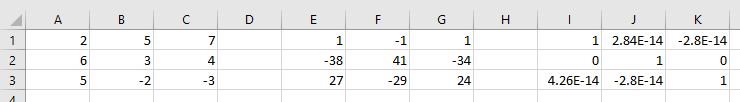 A B C D E F G H I J K
1 2 5 7 1 -1 1 1 2.84E-14 -2.8E-14
2 6 3 4 -38 41 -34 0 1 0
3 5 -2 -3 27 -29 24 4.26E-14 -2.8E-14 1